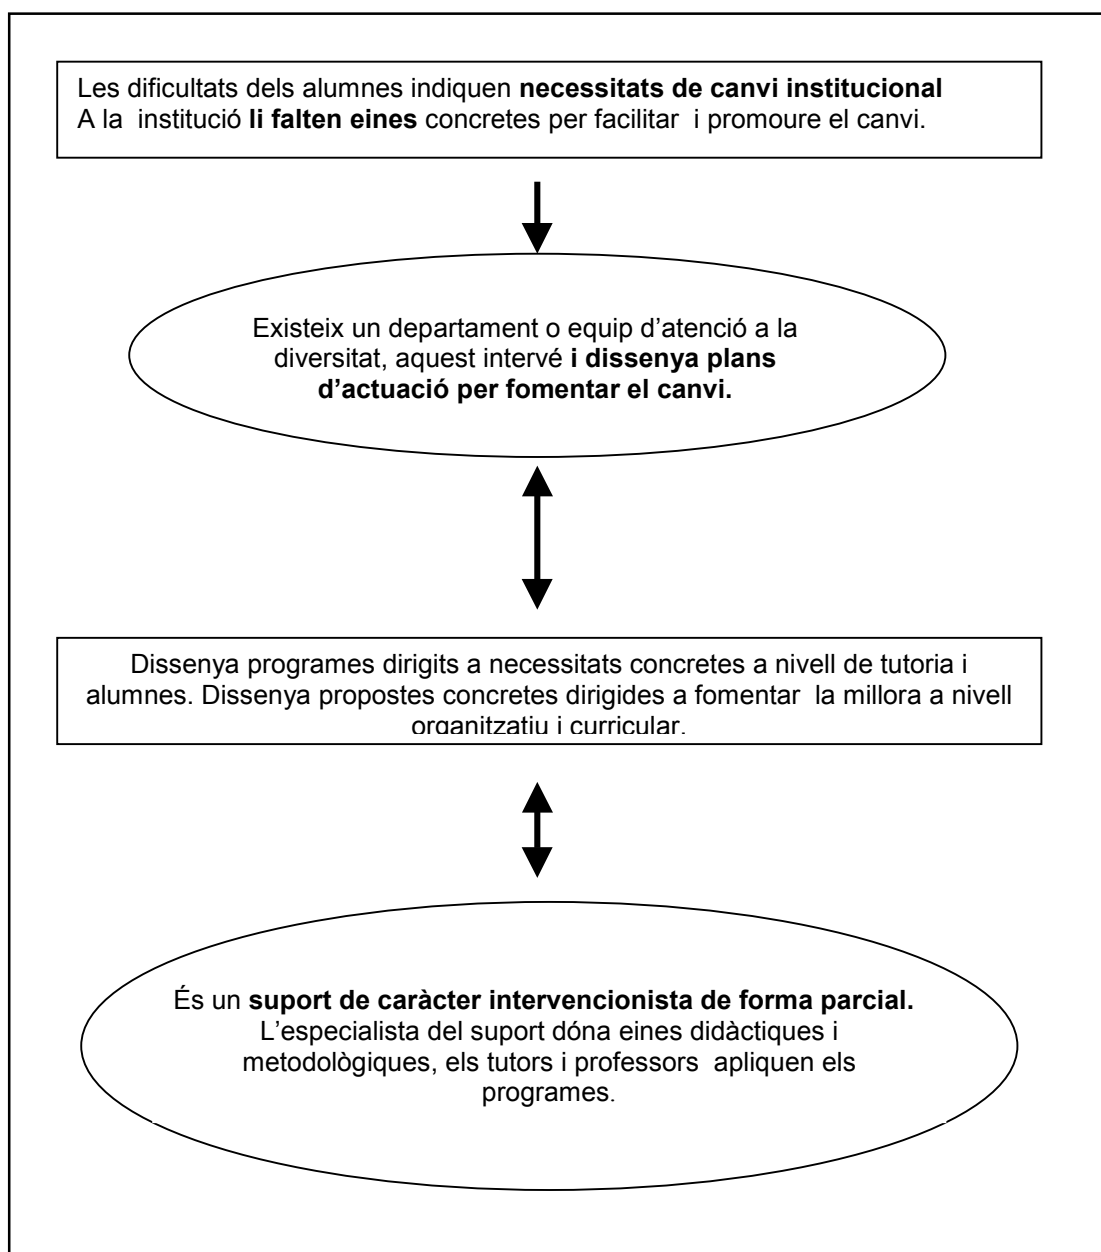 Les dificultats dels alumnes indiquen necessitats de canvi institucional
A la institució li falten eines concretes per facilitar i promoure el canvi.
Existeix un departament o equip d’atenció a la
diversitat, aquest intervé i dissenya plans
d’actuació per fomentar el canvi.
Dissenya programes dirigits a necessitats concretes a nivell de tutoria i
alumnes. Dissenya propostes concretes dirigides a fomentar la millora a nivell
organitzatiu i curricular.
És un suport de caràcter intervencionista de forma parcial.
L’especialista del suport dóna eines didàctiques i
metodològiques, els tutors i professors apliquen els
programes.